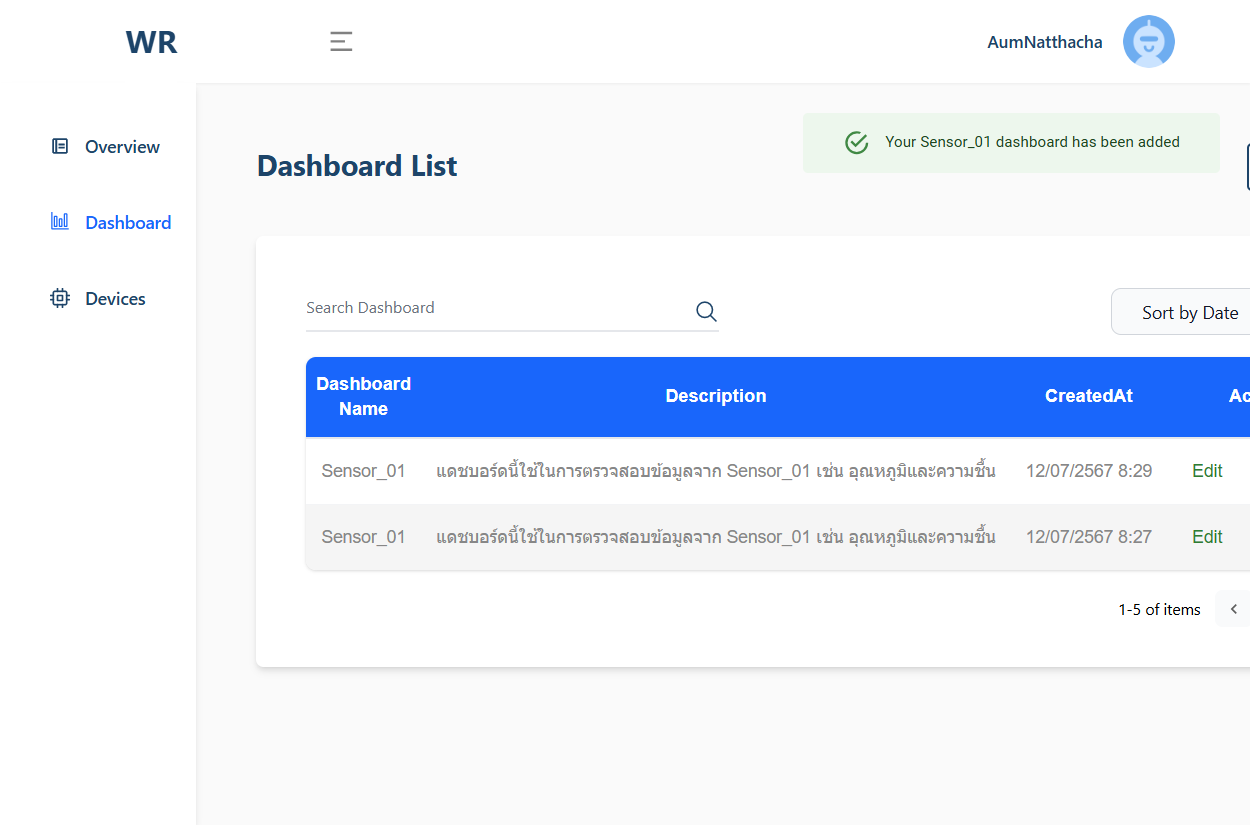 WR
AumNatthacha
Overview
Dashboard
Devices
Dashboard List
Your Sensor_01 dashboard has been added
Search Dashboard
Sort by Date
Dashboard
Name
Description
CreatedAt
Sensor_01
แดชบอร์ดนี้ใช้ในการตรวจสอบข้อมูลจาก Sensor_01 เช่น อุณหภูมิและความชื้น
12/07/2567 8:29
Edit
Sensor_01
แดชบอร์ดนี้ใช้ในการตรวจสอบข้อมูลจาก Sensor_01 เช่น อุณหภูมิและความชื้น
12/07/2567 8:27
Edit
1-5 of items